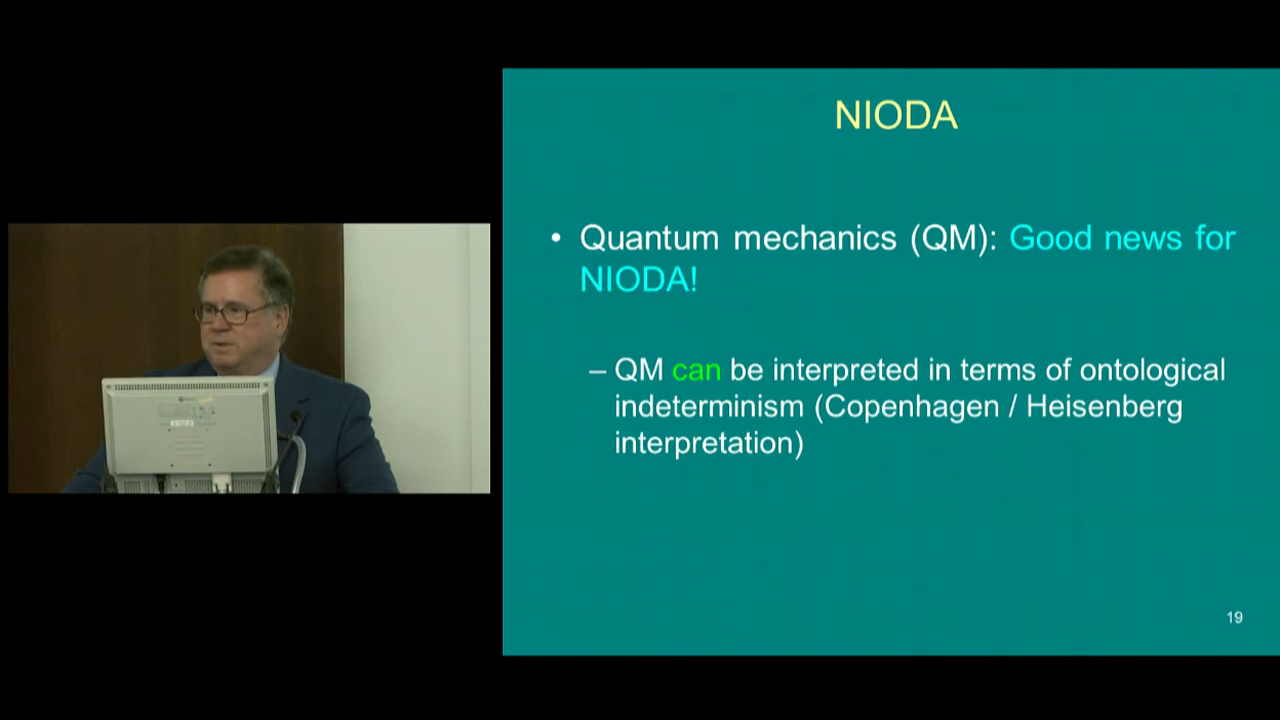 NIODA
• Quantum mechanics (QM): Good news for
NIODA!
– QM can be interpreted in terms of ontological
indeterminism (Copenhagen / Heisenberg
interpretation)
19